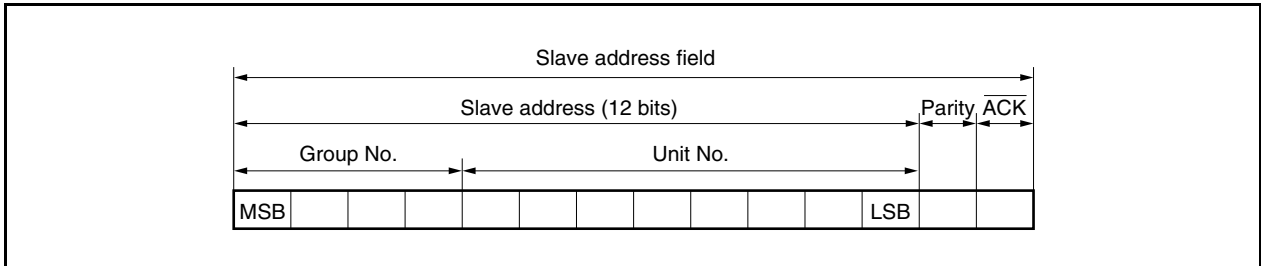 Slave address field
Slave address (12 bits) Parity ACK
Group No. Unit No.
MSB LSB